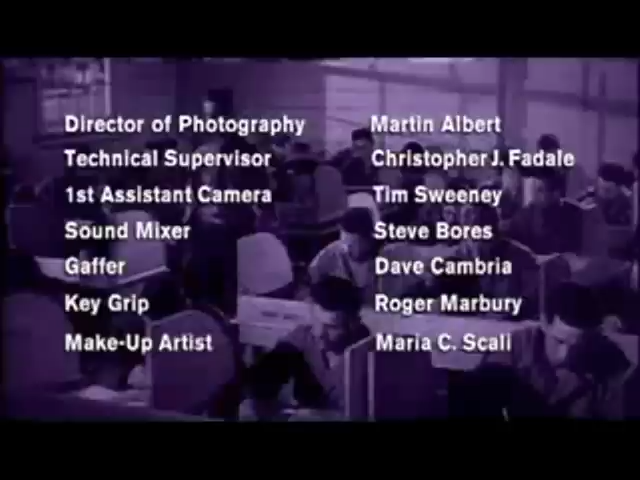 Director of Photography Martin Albert
Technical Supervisor Christopher J. Fadale
1st Assistant Camera Tim Sweeney
Sound Mixer Steve Bores
Gaffer Dave Cambria
Key Grip Roger Marbury
Make-Up Artist Maria C. Scali